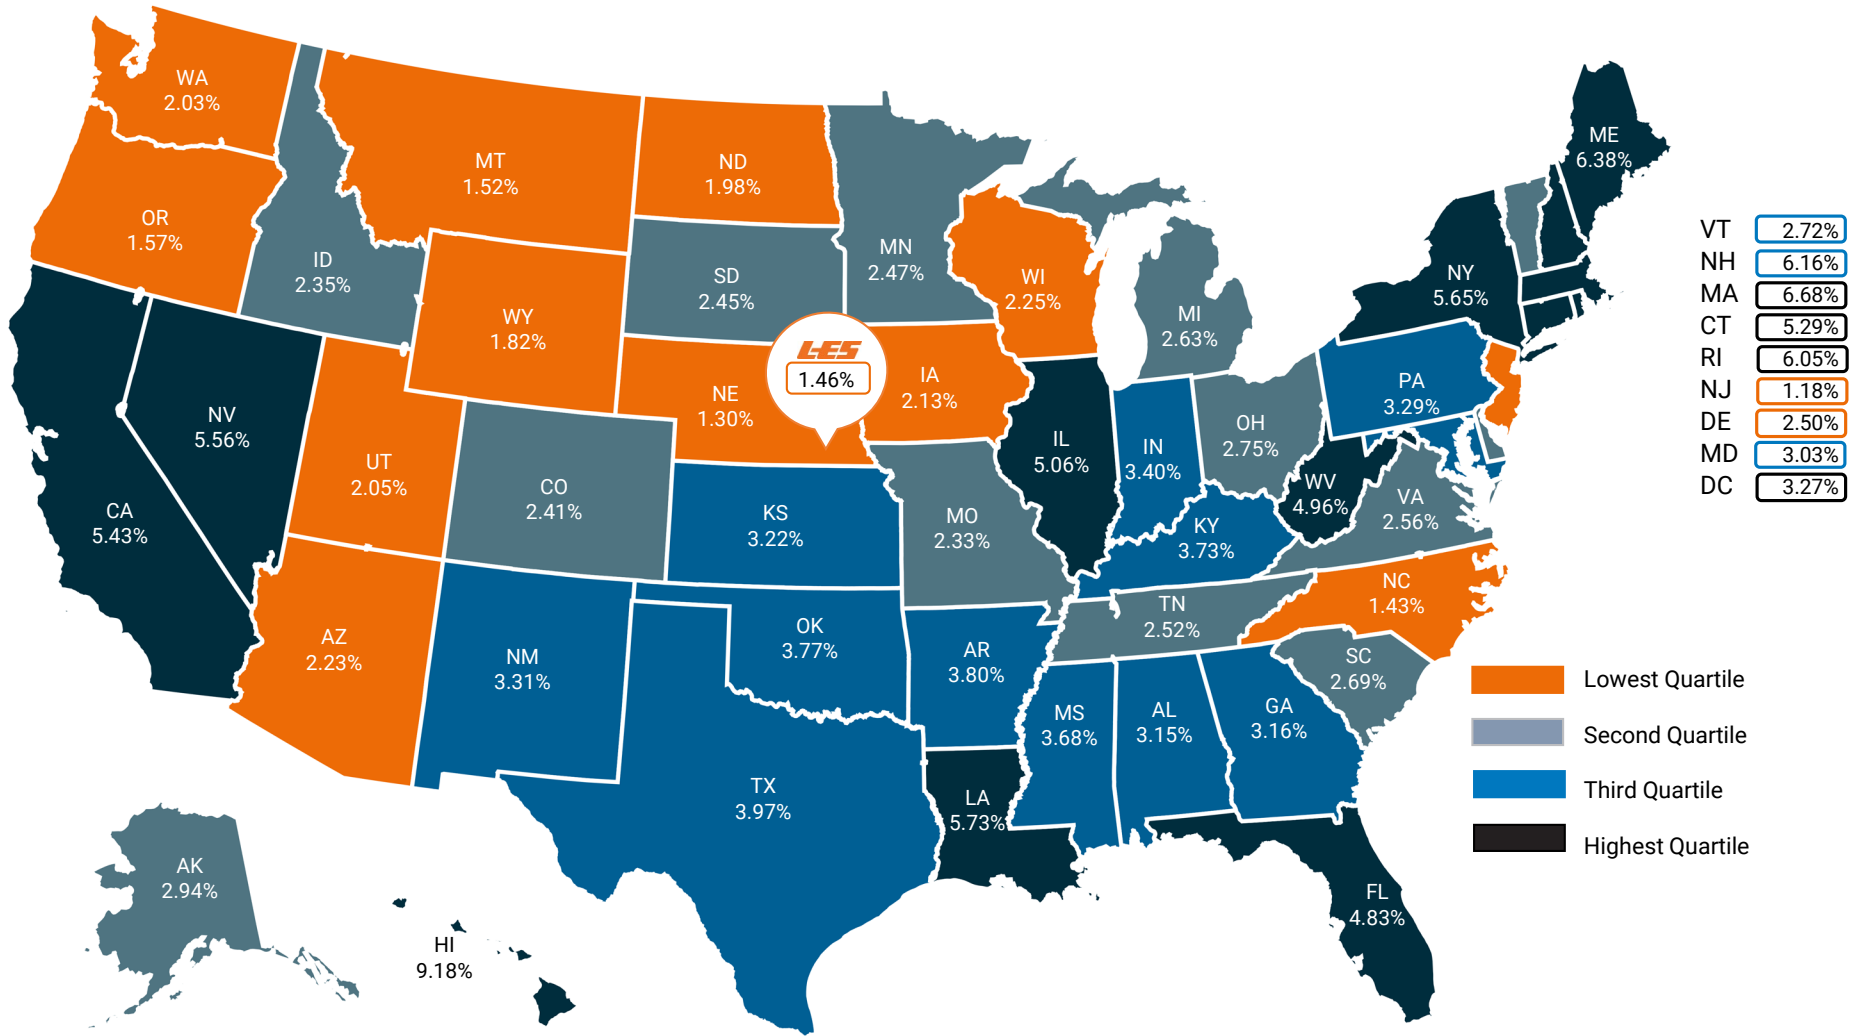 WA
2.03%
OR
1.57%
CA
5.43%
NV
5.56%
ID
2.35%
MT
1.52%
WY
1.82%
UT
2.05%
AZ
2.23%
CO
2.41%
NM
3.31%
ND
1.98%
SD
2.45%
NE
1.30%
LES
1.46%
KS
3.22%
OK
3.77%
TX
3.97%
MN
2.47%
IA
2.13%
MO
2.33%
AR
3.80%
LA
5.73%
WI
2.25%
IL
5.06%
MI
2.63%
IN
3.40%
OH
2.75%
KY
3.73%
TN
2.52%
MS
3.68%
AL
3.15%
GA
3.16%
FL
4.83%
SC
2.69%
NC
1.43%
VA
2.56%
WV
4.96%
PA
3.29%
NY
5.65%
ME
6.38%
AK
2.94%
HI
9.18%
VT 2.72%
NH 6.16%
MA 6.68%
CT 5.29%
RI 6.05%
NJ 1.18%
DE 2.50%
MD 3.03%
DC 3.27%
Lowest Quartile
Second Quartile
Third Quartile
Highest Quartile